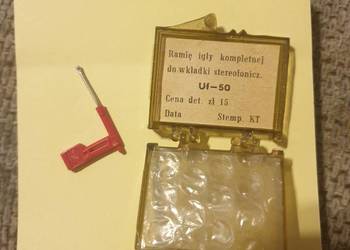 Ramię igły kompletnej
do wkładki stereofonicz.
Uf-50
Cena det. zł 15
Data Stemp. KT